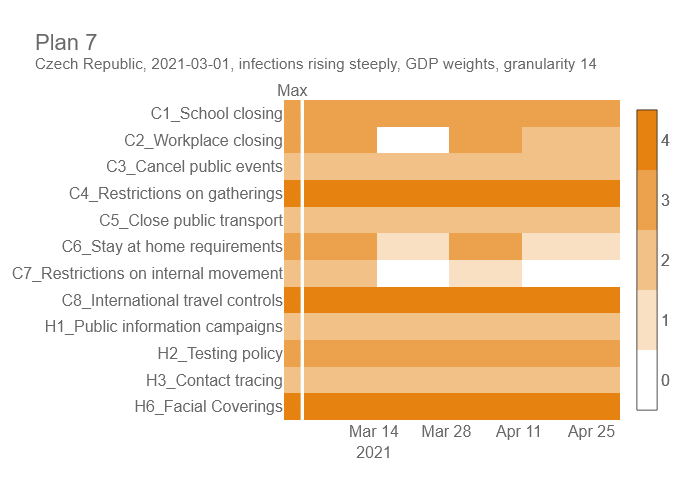 Plan 7
Czech Republic, 2021-03-01, infections rising steeply, GDP weights, granularity 14
Max
C1_School closing
C2_Workplace closing
C3_Cancel public events
C4_Restrictions on gatherings
C5_Close public transport
C6_Stay at home requirements
C7_Restrictions on internal movement
C8_International travel controls
H1_Public information campaigns
H2_Testing policy
H3_Contact tracing
H6_Facial Coverings
4
3
2
1
0
Mar 14 Mar 28 Apr 11 Apr 25
2021